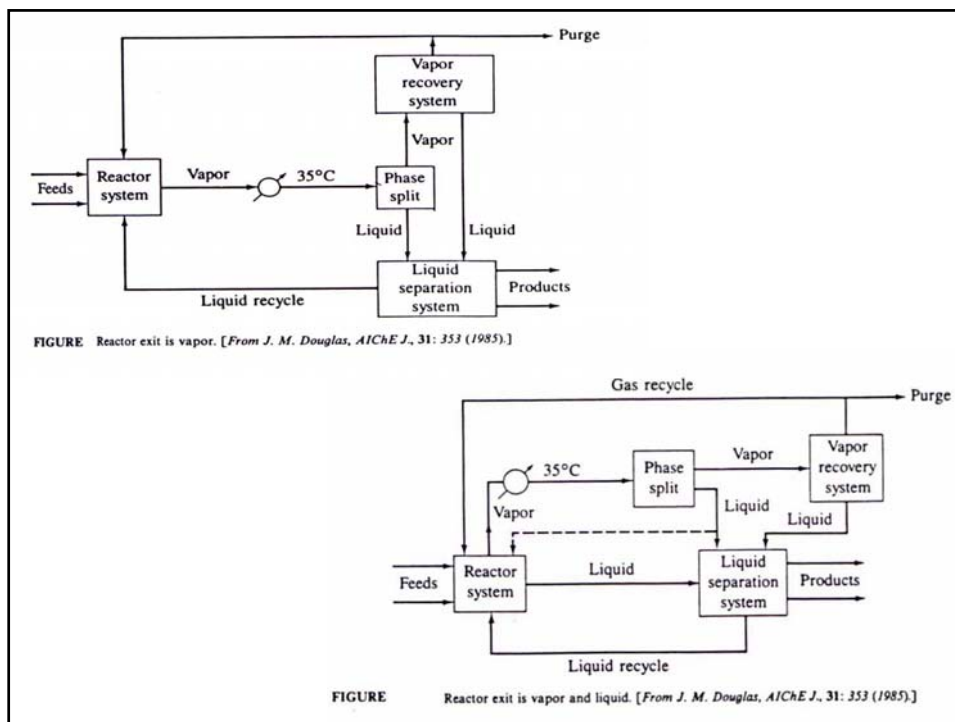 Purge
Vapor
recovery
system
Vapor
Feeds
Reactor
system
Vapor
35°C
Phase
split
Liquid
Liquid
Liquid recycle
Liquid
separation
system
Products
FIGURE Reactor exit is vapor. [From J. M. Douglas, AIChE J., 31: 353 (1985).]
Gas recycle
Purge
35°C
Phase
split
Vapor
Vapor
recovery
system
Vapor
Liquid
Liquid
Feeds
Reactor
system
Liquid
Liquid
separation
system
Products
Liquid recycle
FIGURE Reactor exit is vapor and liquid. [From J. M. Douglas, AIChE J., 31: 353 (1985).]